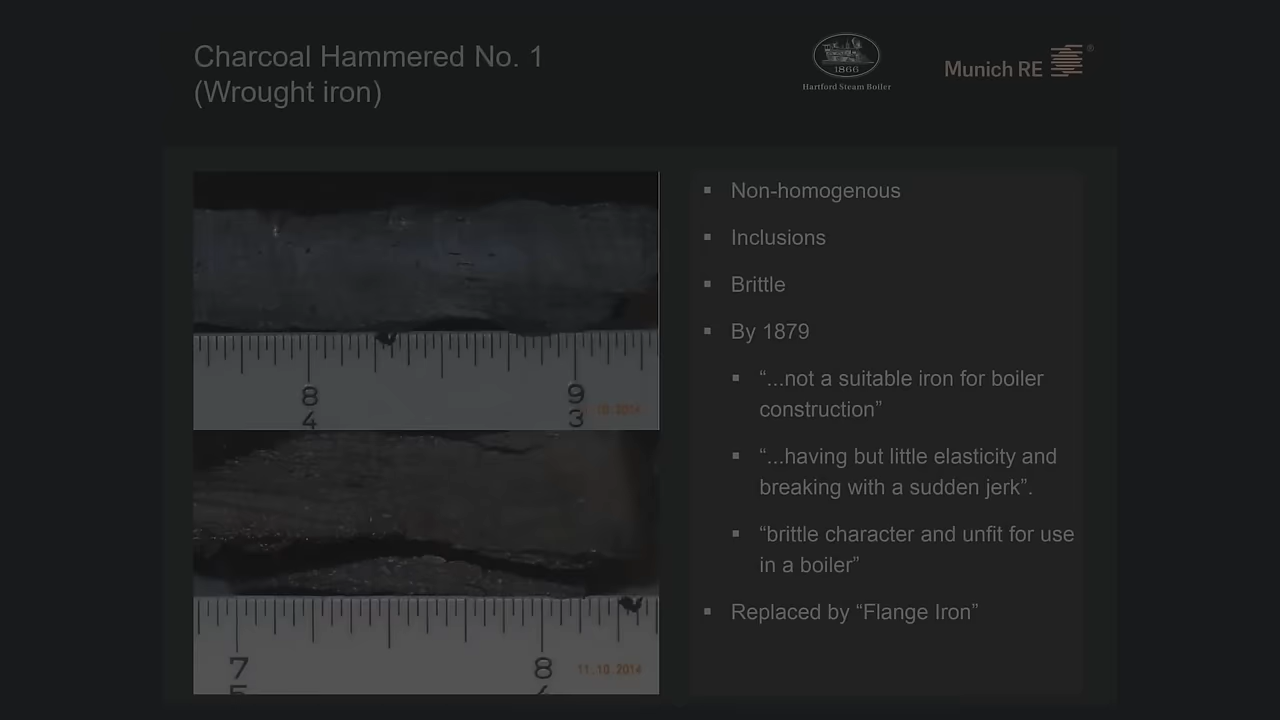 Charcoal Hammered No. 1
(Wrought iron)
1866
Hartford Steam Boiler
Munich RE
®
8
9
4
3
10.2014
7
8
11.10.2014
▪ Non-homogenous
▪ Inclusions
▪ Brittle
▪ By 1879
▪ “...not a suitable iron for boiler
construction”
▪ “...having but little elasticity and
breaking with a sudden jerk”.
▪ “brittle character and unfit for use
in a boiler”
▪ Replaced by “Flange Iron”